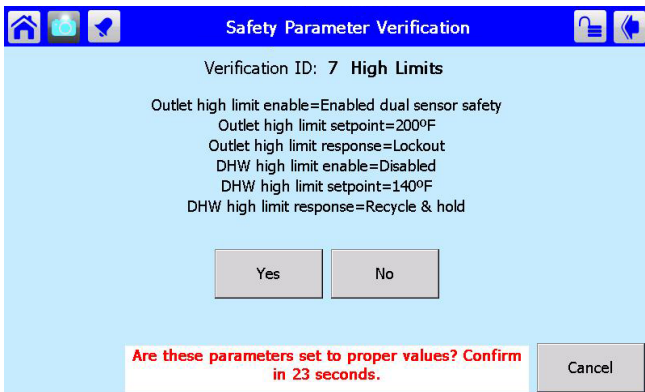 Safety Parameter Verification
Verification ID: 7 High Limits
Outlet high limit enable=Enabled dual sensor safety
Outlet high limit setpoint=200ºF
Outlet high limit response=Lockout
DHW high limit enable=Disabled
DHW high limit setpoint=140ºF
DHW high limit response=Recycle & hold
Yes
No
Are these parameters set to proper values? Confirm
in 23 seconds.
Cancel